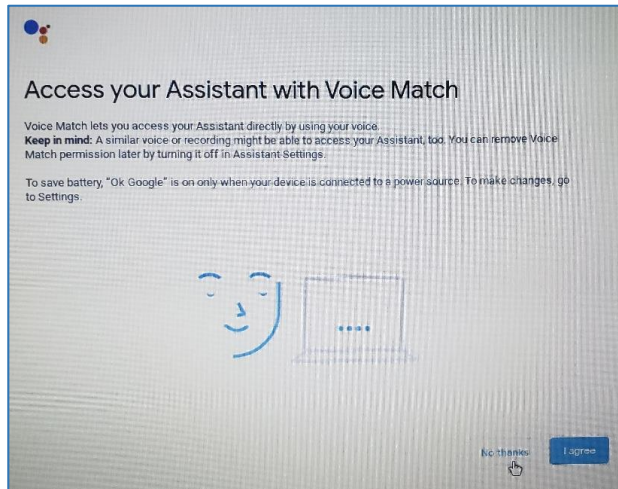 Access your Assistant with Voice Match
Voice Match lets you access your Assistant directly by using your voice.
Keep in mind: A similar voice or recording might be able to access your Assistant, too. You can remove Voice
Match permission later by turning it off in Assistant Settings.
To save battery, "Ok Google" is on only when your device is connected to a power source. To make changes, go
to Settings.
No thanks
I agree